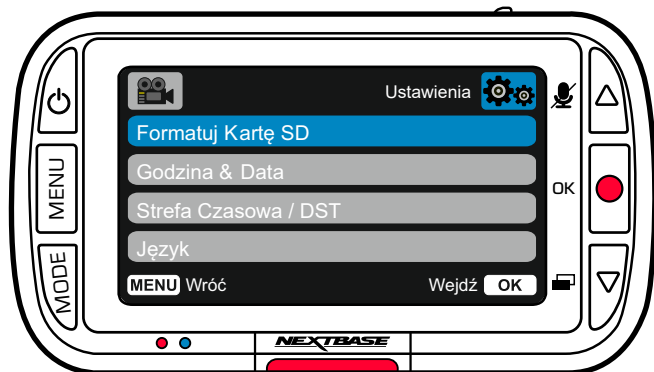 Ustawienia
Formatuj Kartę SD
Godzina & Data
Strefa Czasowa / DST
Język
MENU Wróć Wejdź OK
MENU
MODE
OK
NEXTBASE